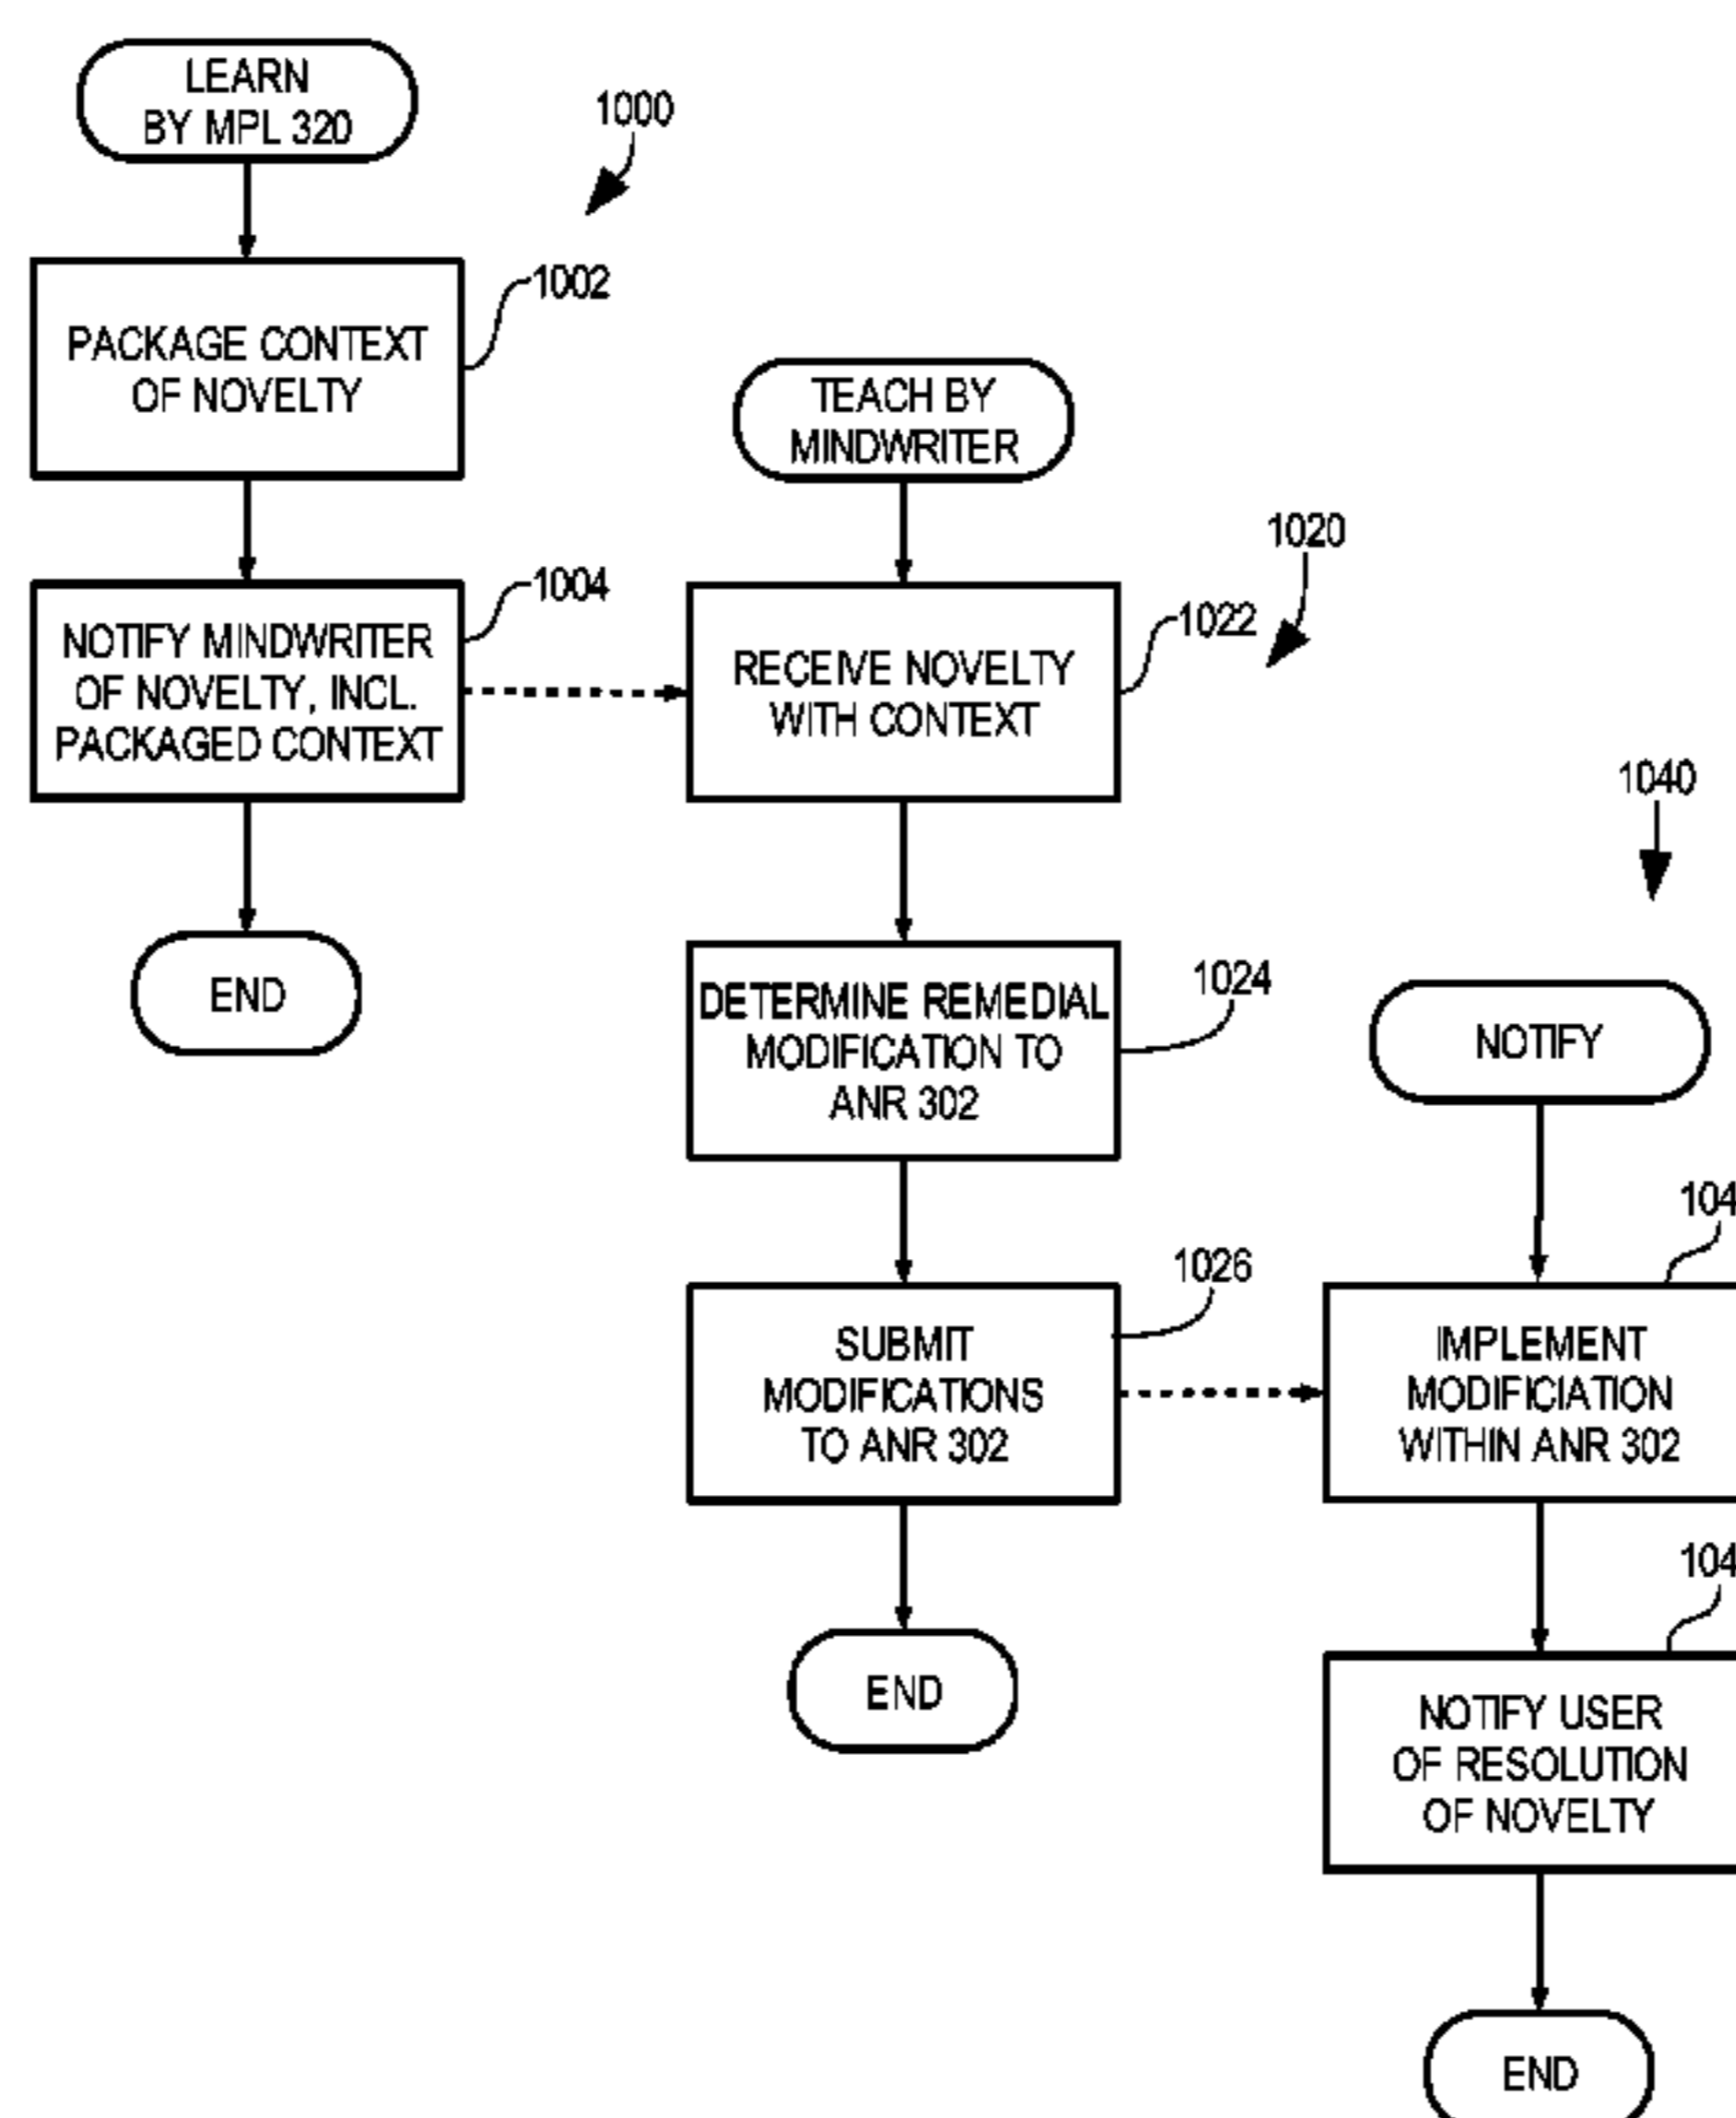 LEARN
BY MPL 320
1000
1002
PACKAGE CONTEXT
OF NOVELTY
1004
NOTIFY MINDWRITER
OF NOVELTY, INCL.
PACKAGED CONTEXT
END
TEACH BY
MINDWRITER
1020
1022
RECEIVE NOVELTY
WITH CONTEXT
1024
DETERMINE REMEDIAL
MODIFICATION TO
ANR 302
1026
SUBMIT
MODIFICATIONS
TO ANR 302
END
1040
NOTIFY
104
IMPLEMENT
MODIFICIATION
WITHIN ANR 302
104
NOTIFY USER
OF RESOLUTION
OF NOVELTY
END